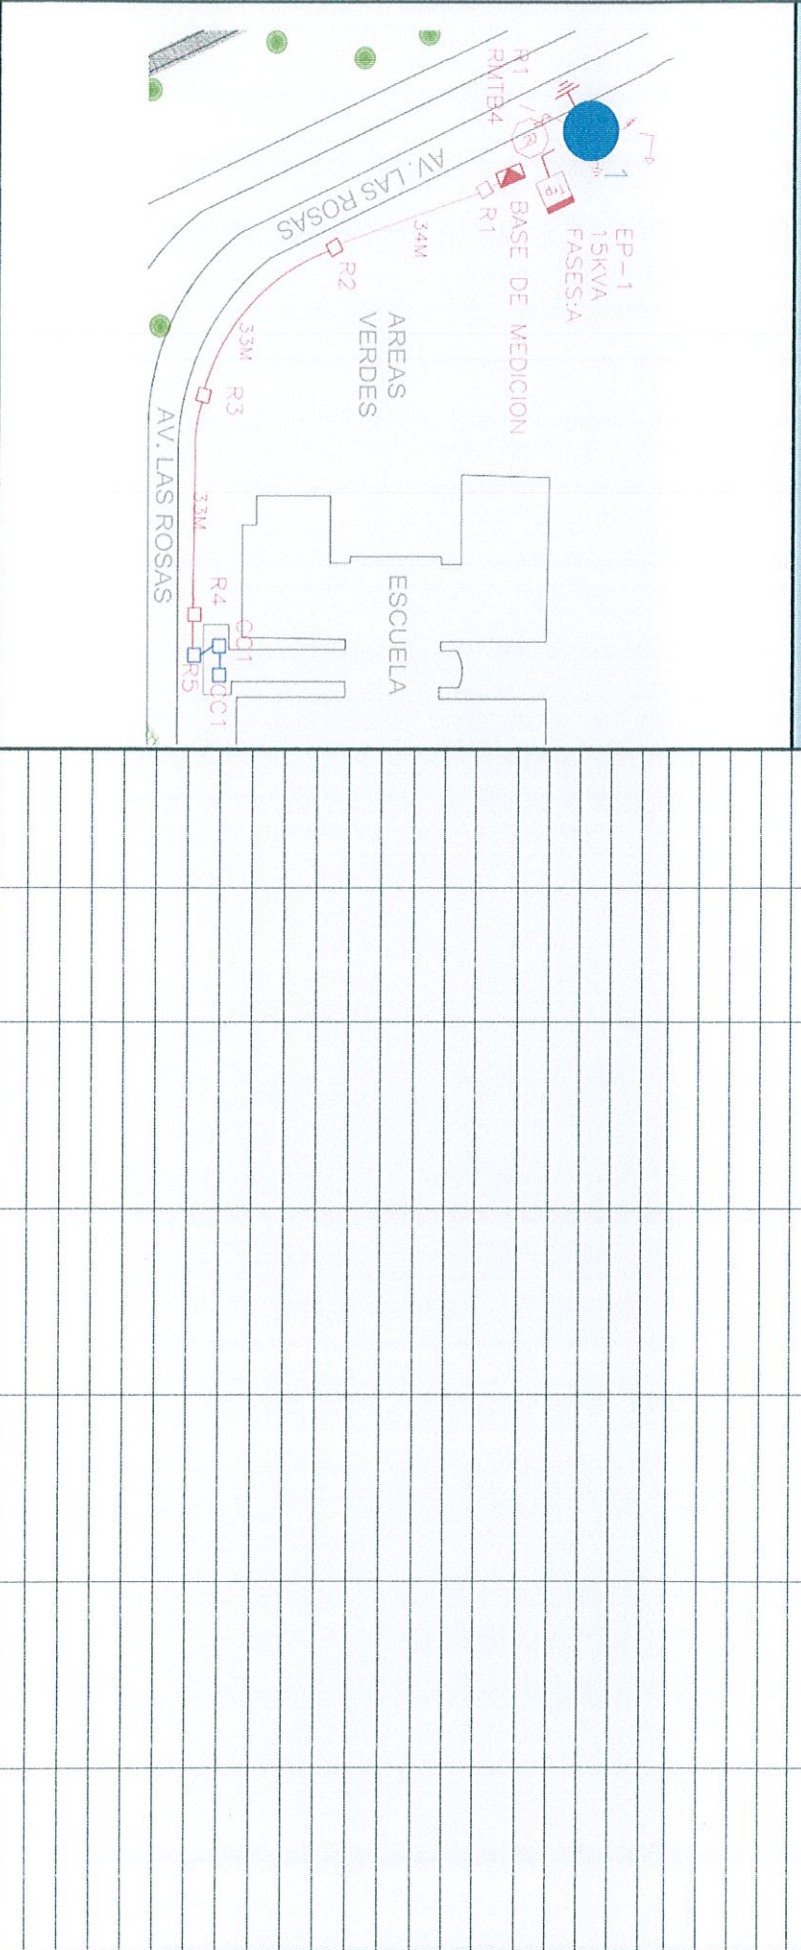 1
EP-1
15KVA
FASES:A
R1
RMTB4
R
BASE DE MEDICION
R1
34M
AV. LAS ROSAS
R2
AREAS
VERDES
33M
R3
33M
AV. LAS ROSAS
ESCUELA
R4
CC1
R5
CC1